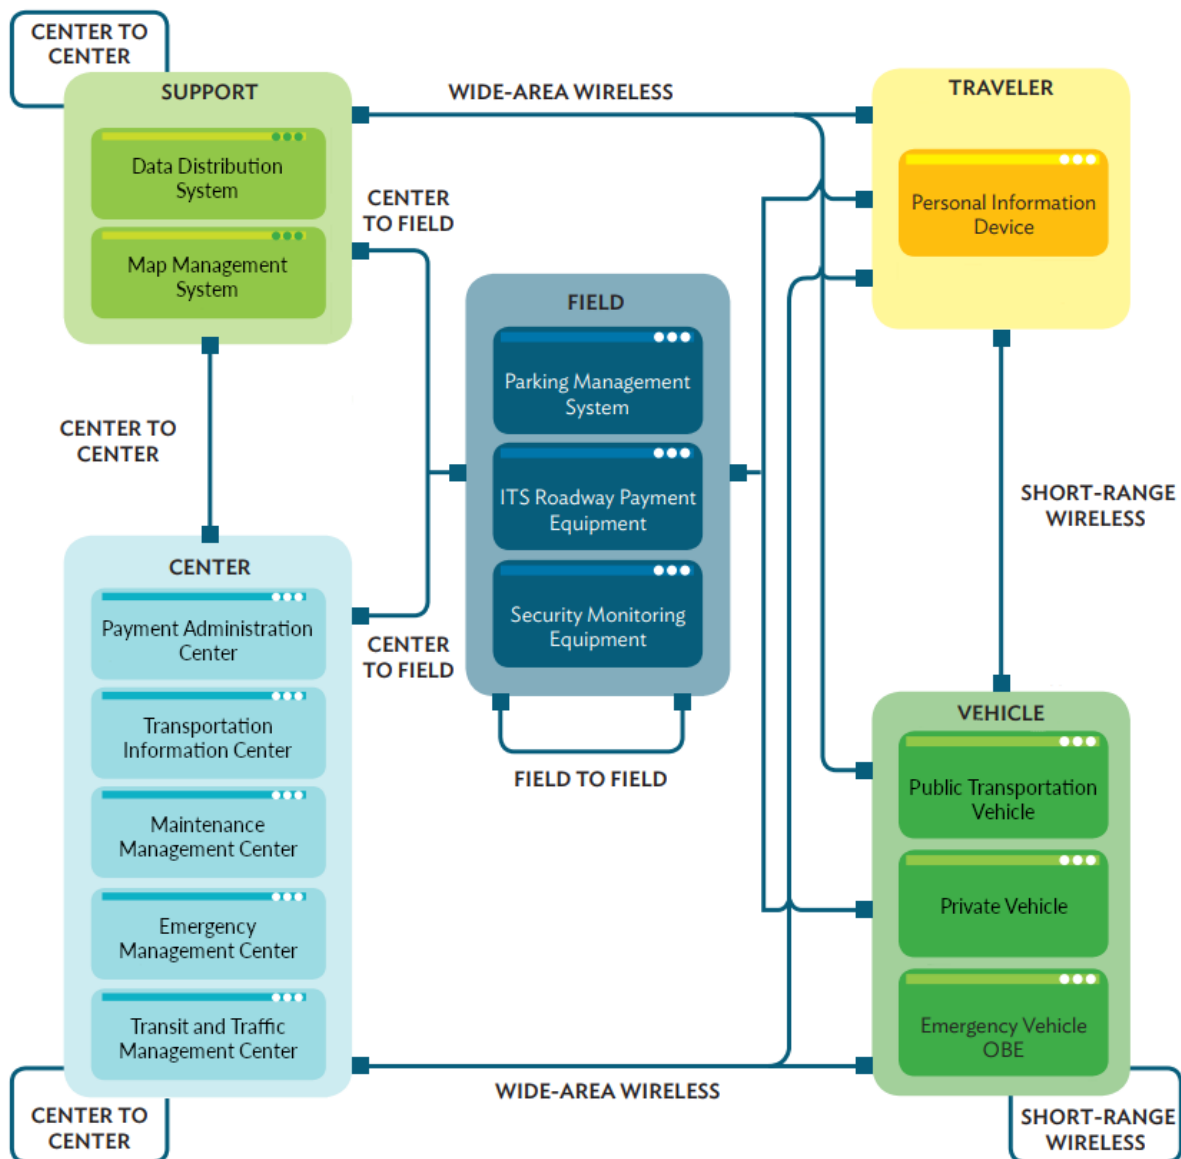 CENTER TO
CENTER
SUPPORT
Data Distribution
System
Map Management
System
WIDE-AREA WIRELESS
TRAVELER
Personal Information
Device
CENTER
TO FIELD
FIELD
Parking Management
System
ITS Roadway Payment
Equipment
Security Monitoring
Equipment
FIELD TO FIELD
CENTER TO
CENTER
SHORT-RANGE
WIRELESS
CENTER
Payment Administration
Center
Transportation
Information Center
Maintenance
Management Center
Emergency
Management Center
Transit and Traffic
Management Center
CENTER
TO FIELD
VEHICLE
Public Transportation
Vehicle
Private Vehicle
Emergency Vehicle
OBE
WIDE-AREA WIRELESS
CENTER TO
CENTER
SHORT-RANGE
WIRELESS